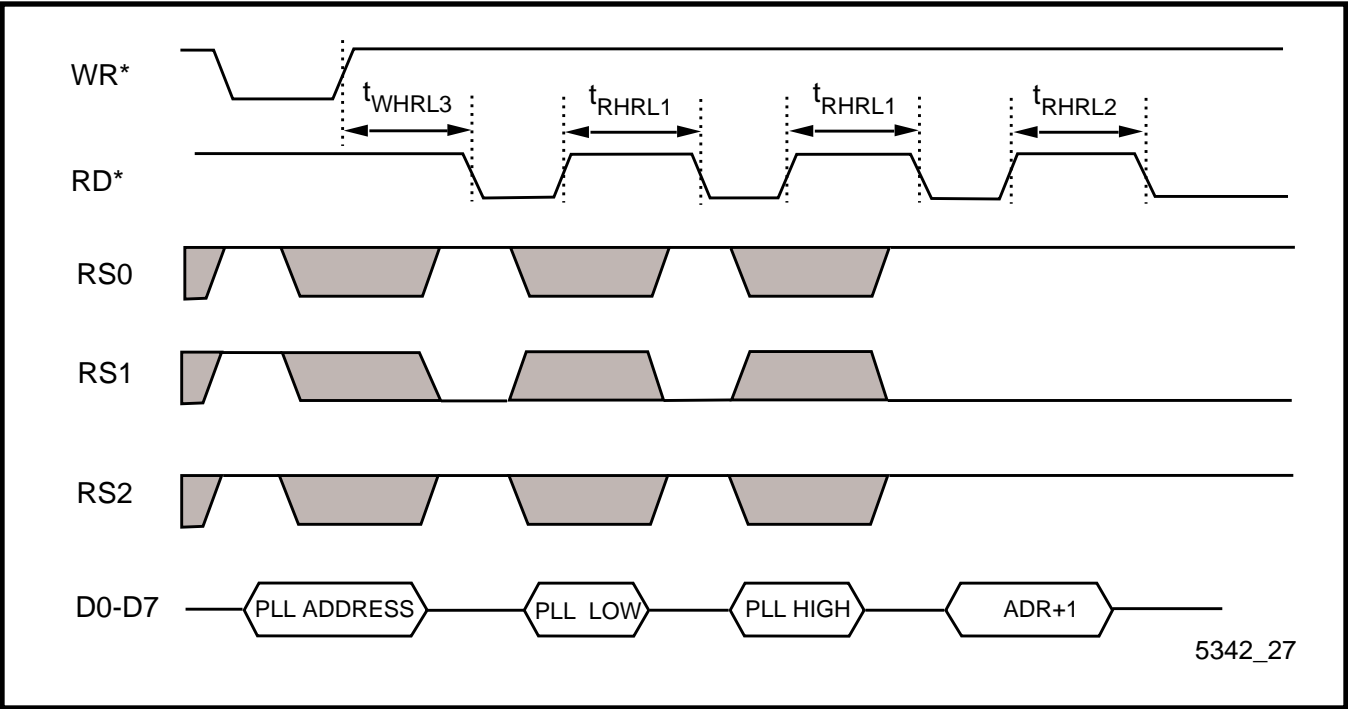 WR*
tWHRL3
tRHRL1
tRHRL1
tRHRL2
RD*
RS0
RS1
RS2
D0-D7
PLL ADDRESS
PLL LOW
PLL HIGH
ADR+1
5342_27